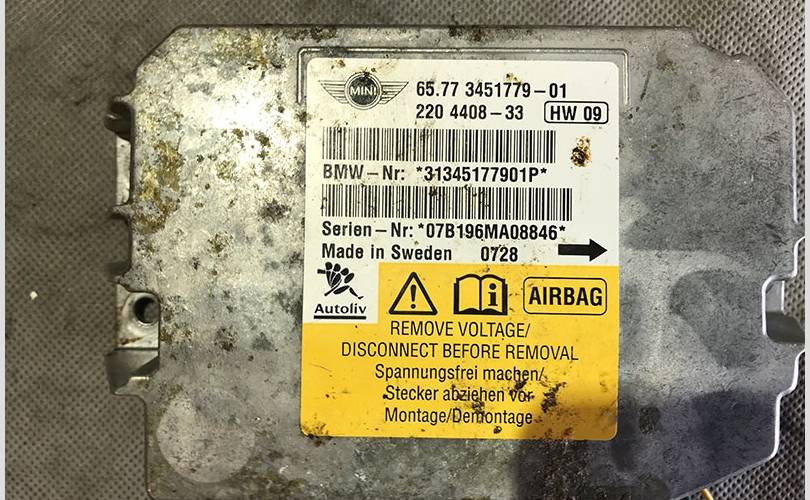 MINI
65.77 3451779-01
220 4408-33 HW 09
BMW-Nr: *31345177901P*
Serien-Nr: *07B196MA08846*
Made in Sweden 0728
Autoliv
AIRBAG
REMOVE VOLTAGE/
DISCONNECT BEFORE REMOVAL
Spannungsfrei machen/
Stecker abziehen vor
Montage/Demontage